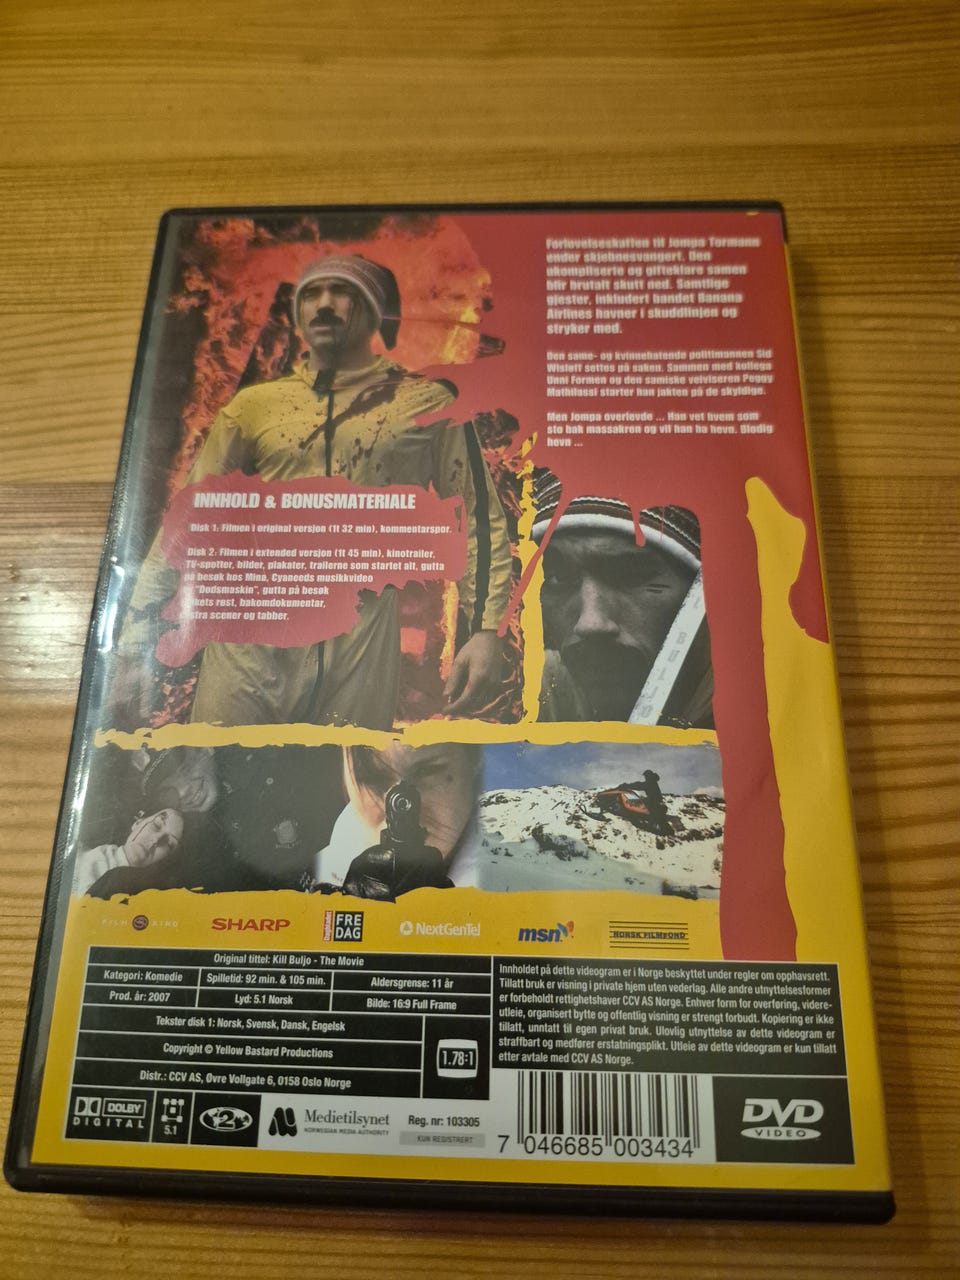 Forlovelsesskaffen til Jompa Tormann
ender skjebnesvangert. Den
ukompliserte og gifteklare samen
blir brutalt skutt ned. Samtlige
gjester, inkludert bandet Banana
Airlines havner i skuddlinjen og
stryker med.
Den same- og kvinnehatende politimannen Sid
Wisløff settes på saken. Sammen med kollega
Unni Formen og den samiske veiviseren Peggy
Mathilassi starter han jakten på de skyldige.
Men Jompa overlevde ... Han vet hvem som
sto bak massakren og vil han ha hevn. Blodig
hevn ...
INNHOLD & BONUSMATERIALE
Disk 1: Filmen i original versjon (1t 32 min), kommentarspor.
Disk 2: Filmen i extended versjon (1t 45 min), kinotrailer,
TV-spotter, bilder, plakater, trailerne som startet alt, gutta
på besøk hos Mina, Cyaneeds musikkvideo
"Dødsmaskin", gutta på besøk
røst, bakomdokumentar,
scener og tabber.
FILM KING
SHARP
Dagbladet FREDAG
NextGenTel
msn
NORSK FILMFOND
Original tittel: Kill Buljo - The Movie
Kategori: Komedie
Spilletid: 92 min. & 105 min.
Aldersgrense: 11 år
Prod. år: 2007
Lyd: 5.1 Norsk
Bilde: 16:9 Full Frame
Tekster disk 1: Norsk, Svensk, Dansk, Engelsk
Copyright © Yellow Bastard Productions
Distr.: CCV AS, Øvre Vollgate 6, 0158 Oslo Norge
1.78:1
Innholdet på dette videogram er i Norge beskyttet under regler om opphavsrett.
Tillatt bruk er visning i private hjem uten vederlag. Alle andre utnyttelsesformer
er forbeholdt rettighetshaver CCV AS Norge. Enhver form for overføring, videre-
utleie, organisert bytte og offentlig visning er strengt forbudt. Kopiering er ikke
tillatt, unntatt til egen privat bruk. Ulovlig utnyttelse av dette videogram er
straffbart og medfører erstatningsplikt. Utleie av dette videogram er kun tillatt
etter avtale med CCV AS Norge.
DOLBY
DIGITAL
5.1
2
Medietilsynet
NORWEGIAN MEDIA AUTHORITY
Reg. nr: 103305
KUN REGISTRERT
7 046685 003434
DVD
VIDEO